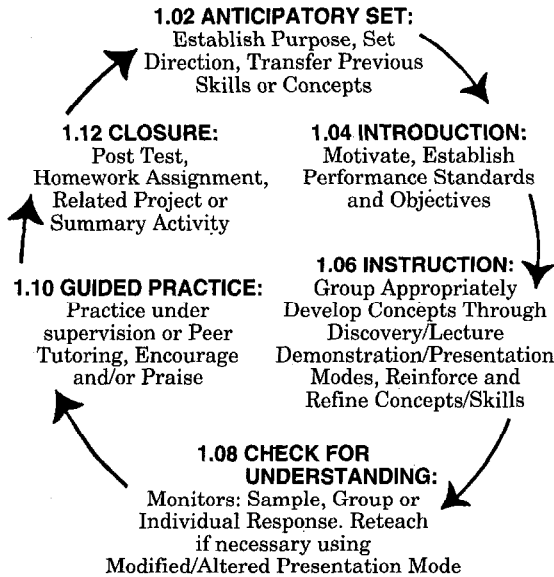 1.02 ANTICIPATORY SET:
Establish Purpose, Set
Direction, Transfer Previous
Skills or Concepts
1.04 INTRODUCTION:
Motivate, Establish
Performance Standards
and Objectives
1.06 INSTRUCTION:
Group Appropriately
Develop Concepts Through
Discovery/Lecture
Demonstration/Presentation
Modes, Reinforce and
Refine Concepts/Skills
1.08 CHECK FOR
UNDERSTANDING:
Monitors: Sample, Group or
Individual Response. Reteach
if necessary using
Modified/Altered Presentation Mode
1.10 GUIDED PRACTICE:
Practice under
supervision or Peer
Tutoring, Encourage
and/or Praise
1.12 CLOSURE:
Post Test,
Homework Assignment,
Related Project or
Summary Activity